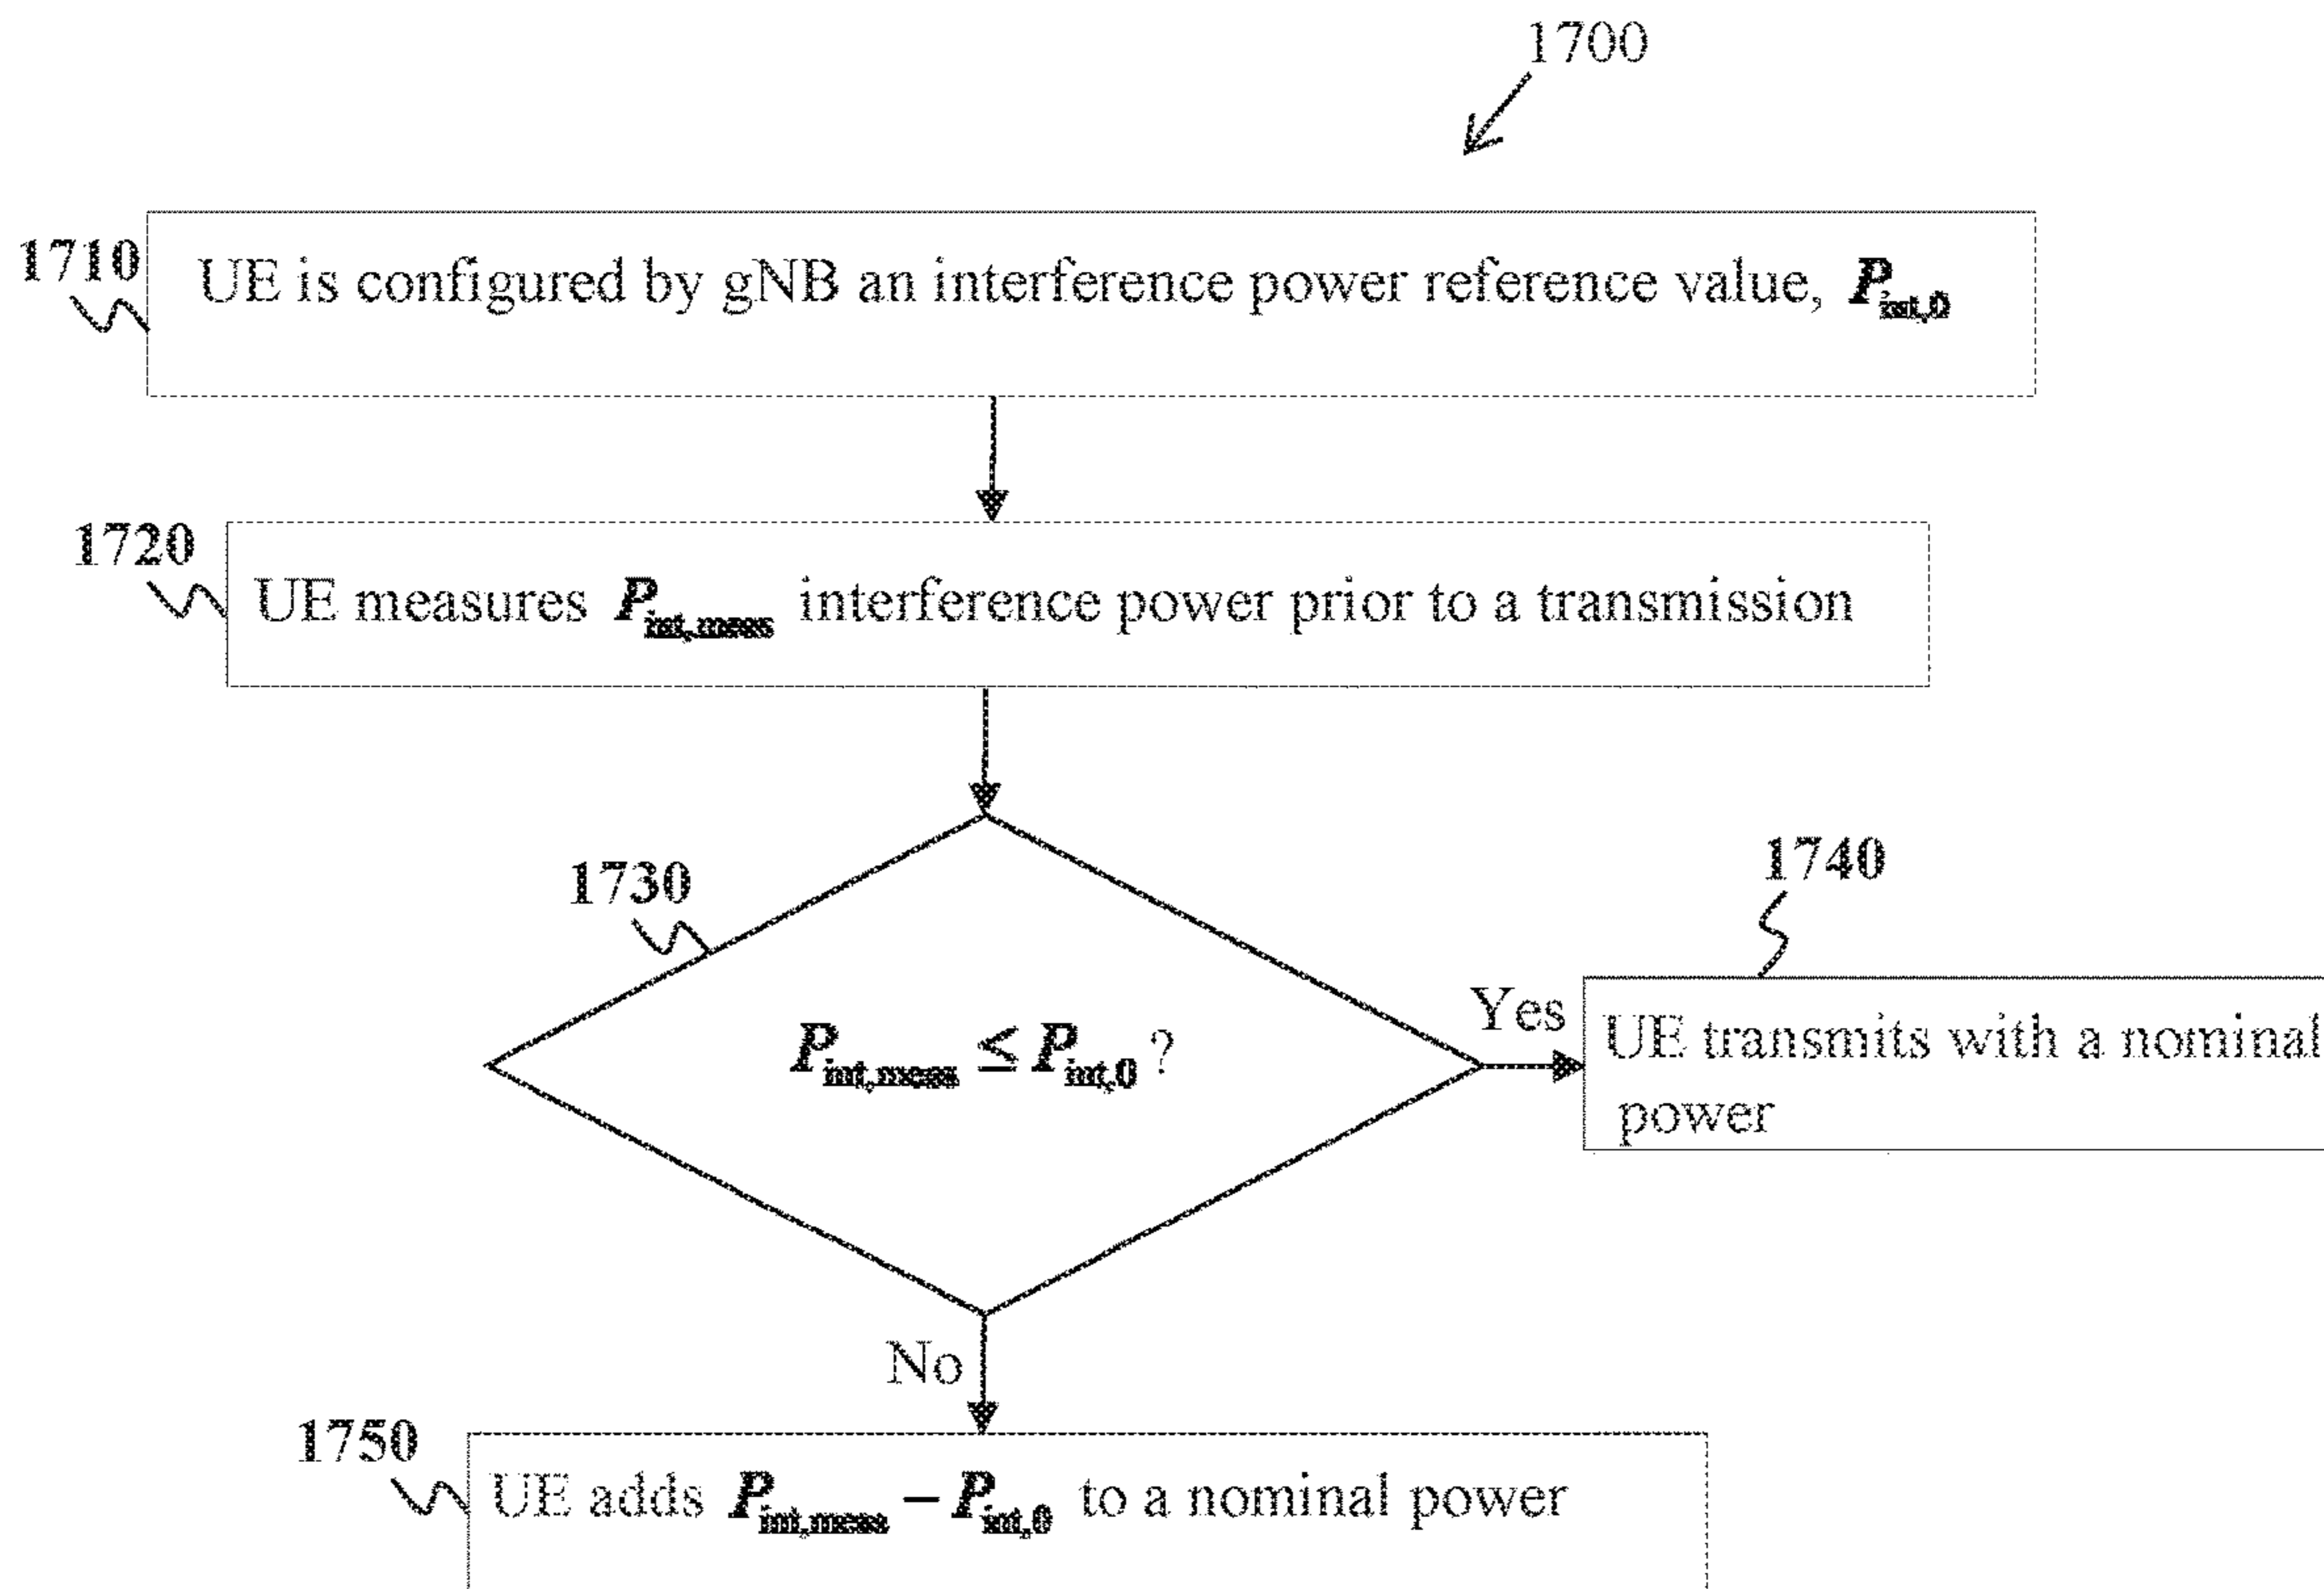 1700
1710
UE is configured by gNB an interference power reference value, P_int,0
1720
UE measures P_int,meas interference power prior to a transmission
1730
P_int,meas ≤ P_int,0 ?
1740
Yes
UE transmits with a nominal
power
No
1750
UE adds P_int,meas – P_int,0 to a nominal power